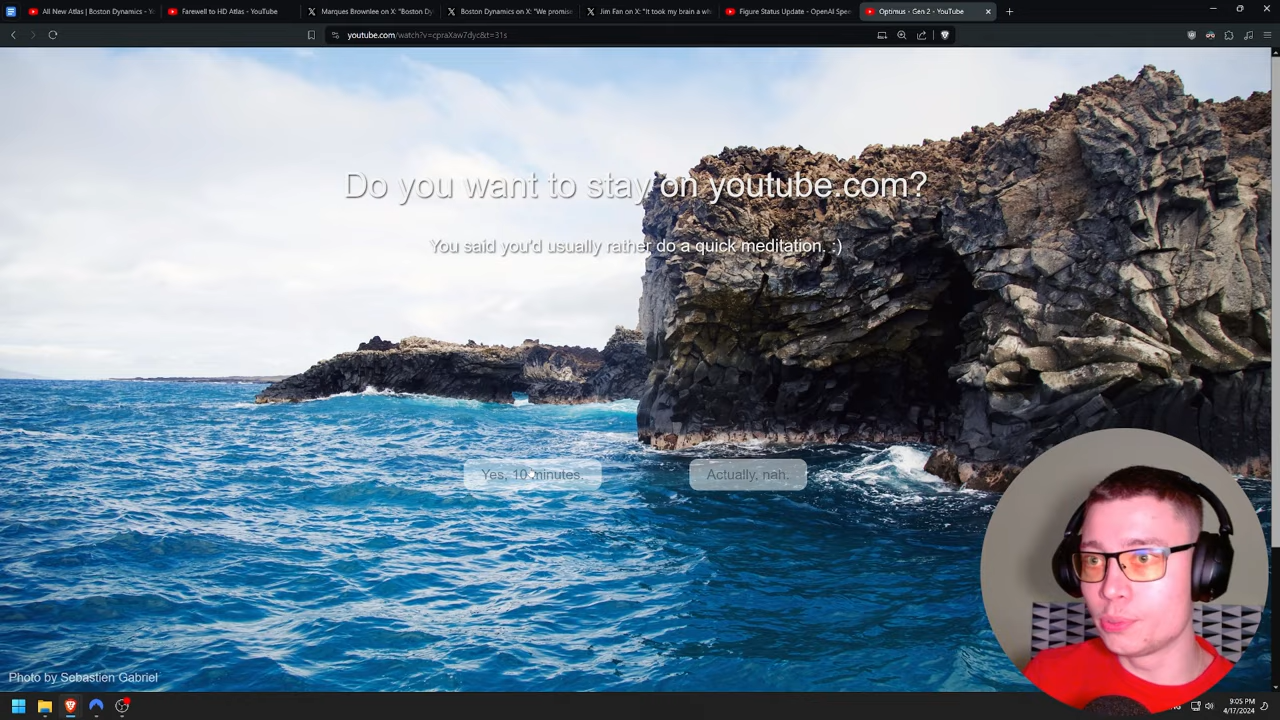 All New Atlas | Boston Dynamics - Y
Farewell to HD Atlas - YouTube
Marques Brownlee on X: "Boston Dy
Boston Dynamics on X: "We promise
Jim Fan on X: "It took my brain a wh
Figure Status Update - OpenAI Spee
Optimus - Gen 2 - YouTube
youtube.com/watch?v=cpraXaw7dyc&t=31s
Do you want to stay on youtube.com?
You said you'd usually rather do a quick meditation. :)
Yes, 10 minutes.
Actually, nah.
Photo by Sebastien Gabriel
9:05 PM
4/17/2024